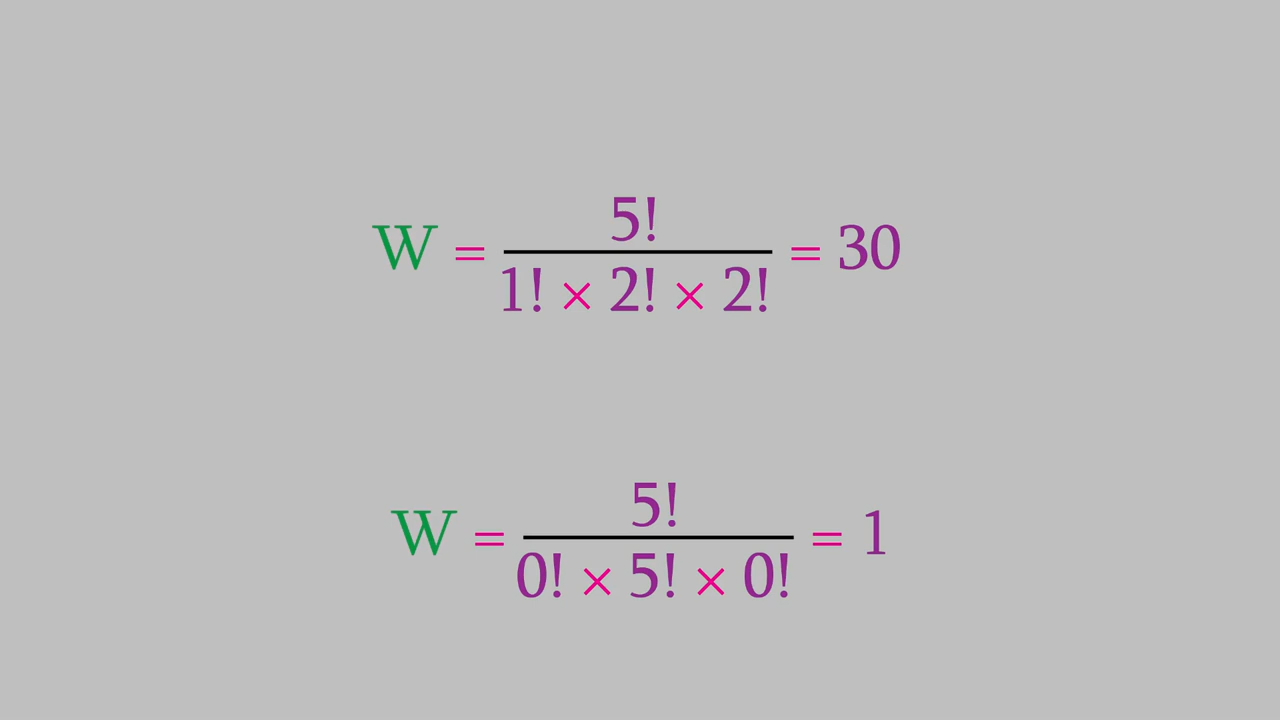 W = 5! / 1! × 2! × 2! = 30
W = 5! / 0! × 5! × 0! = 1